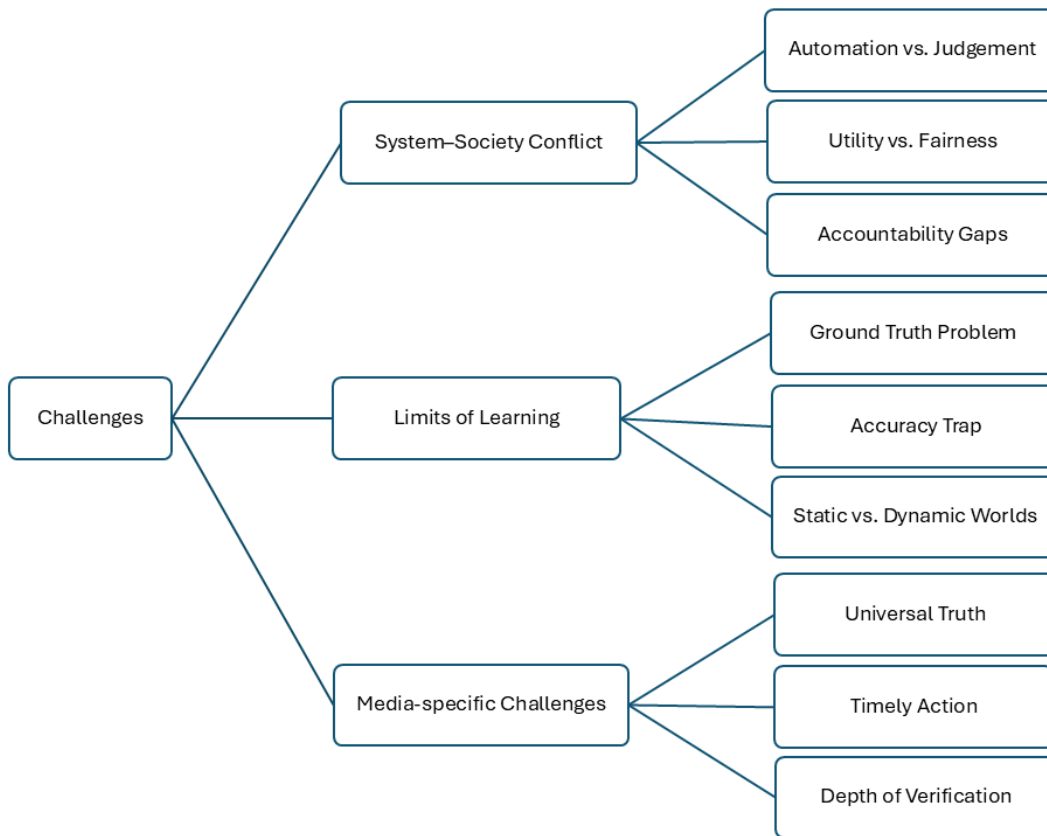 Challenges
System–Society Conflict
Automation vs. Judgement
Utility vs. Fairness
Accountability Gaps
Limits of Learning
Ground Truth Problem
Accuracy Trap
Static vs. Dynamic Worlds
Media-specific Challenges
Universal Truth
Timely Action
Depth of Verification